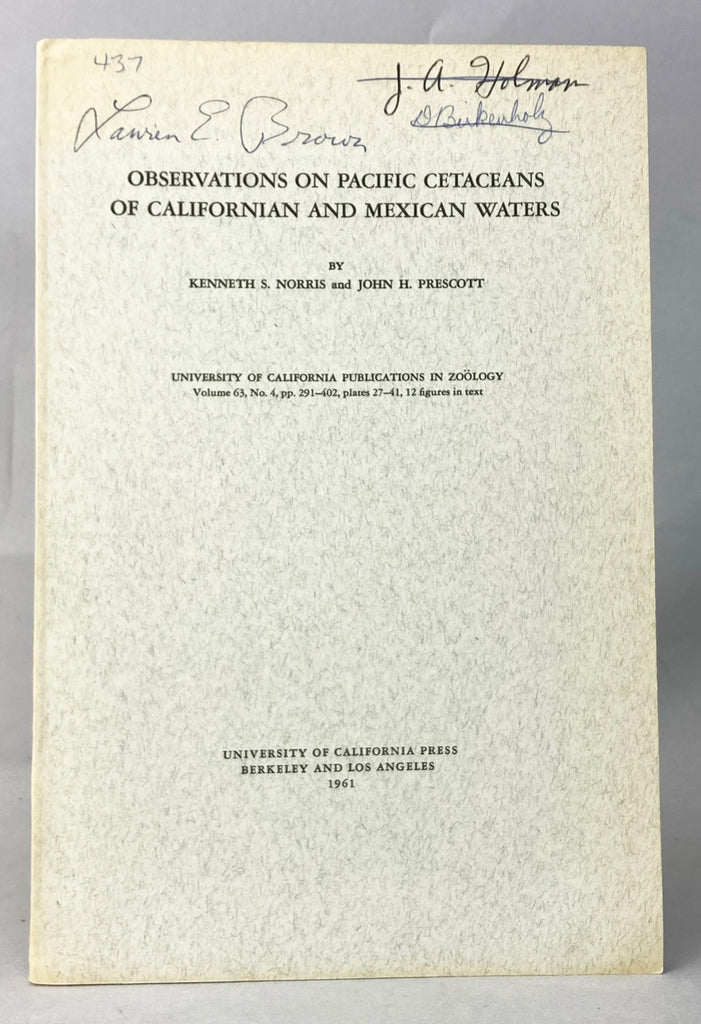 437
J. A. Holman
D Birkenholz
Lauren E. Brown
OBSERVATIONS ON PACIFIC CETACEANS
OF CALIFORNIAN AND MEXICAN WATERS
BY
KENNETH S. NORRIS and JOHN H. PRESCOTT
UNIVERSITY OF CALIFORNIA PUBLICATIONS IN ZOÖLOGY
Volume 63, No. 4, pp. 291–402, plates 27–41, 12 figures in text
UNIVERSITY OF CALIFORNIA PRESS
BERKELEY AND LOS ANGELES
1961